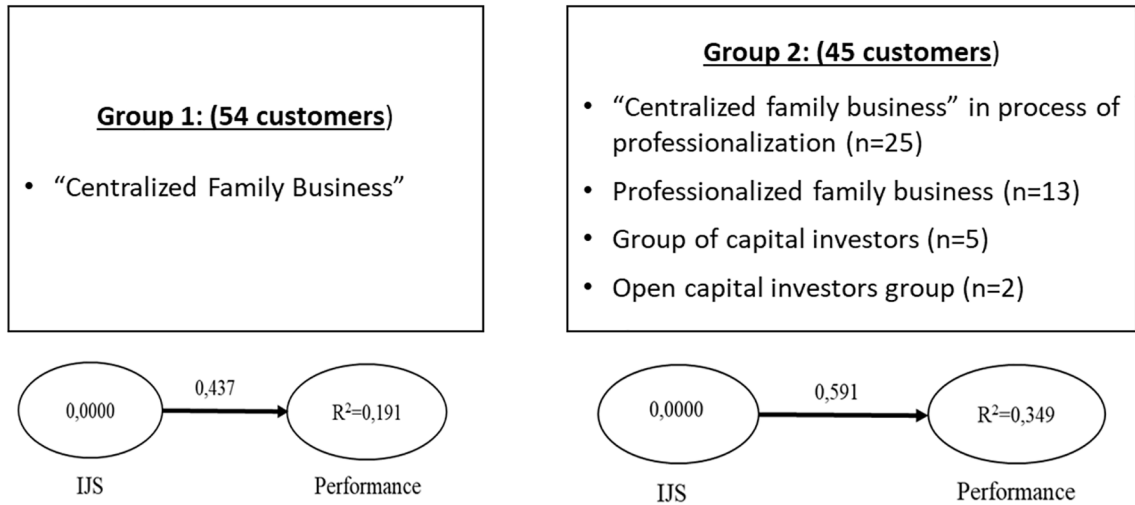 Group 1: (54 customers)
• “Centralized Family Business”
0,0000
0,437
R²=0,191
IJS
Performance
Group 2: (45 customers)
• “Centralized family business” in process of
professionalization (n=25)
• Professionalized family business (n=13)
• Group of capital investors (n=5)
• Open capital investors group (n=2)
0,0000
0,591
R²=0,349
IJS
Performance